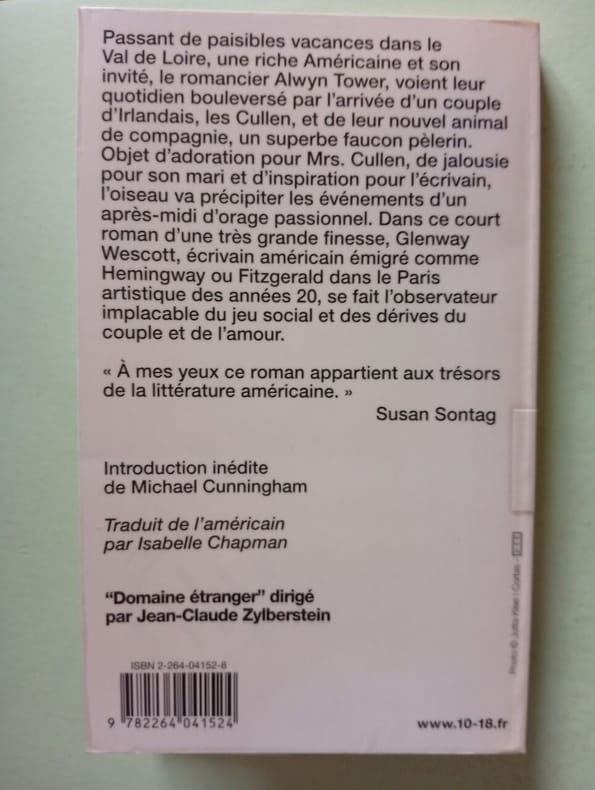 Passant de paisibles vacances dans le
Val de Loire, une riche Américaine et son
invité, le romancier Alwyn Tower, voient leur
quotidien bouleversé par l'arrivée d'un couple
d'Irlandais, les Cullen, et de leur nouvel animal
de compagnie, un superbe faucon pèlerin.
Objet d'adoration pour Mrs. Cullen, de jalousie
pour son mari et d'inspiration pour l'écrivain,
l'oiseau va précipiter les événements d'un
après-midi d'orage passionnel. Dans ce court
roman d'une très grande finesse, Glenway
Wescott, écrivain américain émigré comme
Hemingway ou Fitzgerald dans le Paris
artistique des années 20, se fait l'observateur
implacable du jeu social et des dérives du
couple et de l'amour.
« À mes yeux ce roman appartient aux trésors
de la littérature américaine. »
Susan Sontag
Introduction inédite
de Michael Cunningham
Traduit de l'américain
par Isabelle Chapman
"Domaine étranger" dirigé
par Jean-Claude Zylberstein
ISBN 2-264-04152-8
9 782264 041524
www.10-18.fr
Photo © Jutta Klee | Corbis -